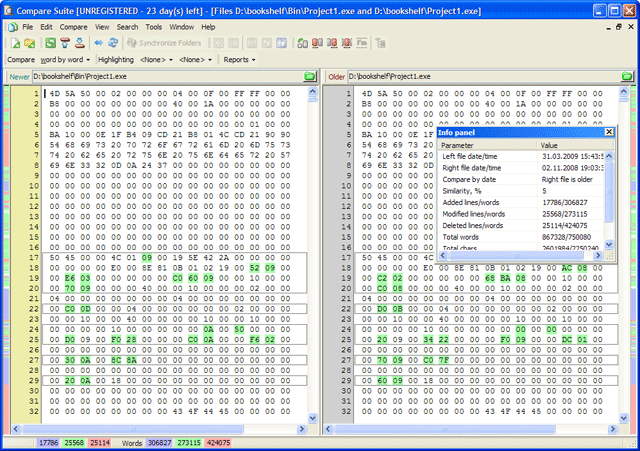 Compare Suite [UNREGISTERED - 23 day(s) left] - [Files D:\bookshelf\Bin\Project1.exe and D:\bookshelf\Project1.exe]
File Edit Compare View Search Tools Window Help
Synchronize Folders
Compare word by word Highlighting <None> <None> Reports
Newer D:\bookshelf\Bin\Project1.exe
1 4D 5A 50 00 02 00 00 00 04 00 0F 00 FF FF 00 00
2 B8 00 00 00 00 00 00 00 40 00 1A 00 00 00 00 00
3 00 00 00 00 00 00 00 00 00 00 00 00 00 00 00 00
4 00 00 00 00 00 00 00 00 00 00 00 00 00 01 00 00
5 BA 10 00 0E 1F B4 09 CD 21 B8 01 4C CD 21 90 90
6 54 68 69 73 20 70 72 6F 67 72 61 6D 20 6D 75 73
7 74 20 62 65 20 72 75 6E 20 75 6E 64 65 72 20 57
8 69 6E 33 32 0D 0A 24 37 00 00 00 00 00 00 00 00
9 00 00 00 00 00 00 00 00 00 00 00 00 00 00 00 00
10 00 00 00 00 00 00 00 00 00 00 00 00 00 00 00 00
11 00 00 00 00 00 00 00 00 00 00 00 00 00 00 00 00
12 00 00 00 00 00 00 00 00 00 00 00 00 00 00 00 00
13 00 00 00 00 00 00 00 00 00 00 00 00 00 00 00 00
14 00 00 00 00 00 00 00 00 00 00 00 00 00 00 00 00
15 00 00 00 00 00 00 00 00 00 00 00 00 00 00 00 00
16 00 00 00 00 00 00 00 00 00 00 00 00 00 00 00 00
17 50 45 00 00 4C 01 09 00 19 5E 42 2A 00 00 00 00
18 00 00 00 00 E0 00 8E 81 0B 01 02 19 00 52 09 00
19 00 E6 03 00 00 00 00 00 C0 60 09 00 00 10 00 00
20 00 70 09 00 00 00 40 00 00 10 00 00 00 02 00 00
21 04 00 00 00 00 00 00 00 04 00 00 00 00 00 00 00
22 00 C0 0D 00 00 04 00 00 00 00 00 00 02 00 00 00
23 00 00 10 00 00 40 00 00 00 00 10 00 00 10 00 00
24 00 00 00 00 10 00 00 00 00 00 0A 00 50 00 00 00
25 00 D0 09 00 F0 28 00 00 00 C0 0A 00 00 F6 02 00
26 00 00 00 00 00 00 00 00 00 00 00 00 00 00 00 00
27 00 30 0A 00 8C 8A 00 00 00 00 00 00 00 00 00 00
28 00 00 00 00 00 00 00 00 00 00 00 00 00 00 00 00
29 00 20 0A 00 18 00 00 00 00 00 00 00 00 00 00 00
30 00 00 00 00 00 00 00 00 00 00 00 00 00 00 00 00
31 00 00 00 00 00 00 00 00 00 00 00 00 00 00 00 00
32 00 00 00 00 00 00 00 00 43 4F 44 45 00 00 00 00
Older D:\bookshelf\Project1.exe
1 4D 5A 50 00 02 00 00 00 04 00 0F 00 FF FF 00 00
2 B8 00 00 00 00 00 00 00 40 00 1A 00 00 00 00 00
3 00 00 00 00 00 00 00 00 00 00 00 00 00 00 00 00
4 00 00 00 00 00 00 00 00 00 00 00 00 00 01 00 00
5 BA 10 00 0E 1F
6 54 68 69 73 20
7 74 20 62 65 20
8 69 6E 33 32 0D
9 00 00 00 00 00
10 00 00 00 00 00
11 00 00 00 00 00
12 00 00 00 00 00
13 00 00 00 00 00
14 00 00 00 00 00
15 00 00 00 00 00
16 00 00 00 00 00
17 50 45 00 00 4C
18 00 00 00 00 E0 00 8E 81 0B 01 02 19 00 AC 08 00
19 00 C2 02 00 00 00 00 00 68 BA 08 00 00 10 00 00
20 00 C0 08 00 00 00 40 00 00 10 00 00 00 02 00 00
21 04 00 00 00 00 00 00 00 04 00 00 00 00 00 00 00
22 00 D0 0B 00 00 04 00 00 00 00 00 00 02 00 00 00
23 00 00 10 00 00 40 00 00 00 00 10 00 00 10 00 00
24 00 00 00 00 10 00 00 00 00 00 00 00 00 00 00 00
25 00 20 09 00 34 22 00 00 00 F0 09 00 00 DC 01 00
26 00 00 00 00 00 00 00 00 00 00 00 00 00 00 00 00
27 00 70 09 00 C0 7F 00 00 00 00 00 00 00 00 00 00
28 00 00 00 00 00 00 00 00 00 00 00 00 00 00 00 00
29 00 60 09 00 18 00 00 00 00 00 00 00 00 00 00 00
30 00 00 00 00 00 00 00 00 00 00 00 00 00 00 00 00
31 00 00 00 00 00 00 00 00 00 00 00 00 00 00 00 00
32 00 00 00 00 00 00 00 00 43 4F 44 45 00 00 00 00
Info panel
Parameter Value
Left file date/time 31.03.2009 15:43:5
Right file date/time 02.11.2008 19:03:3
Compare by date Right file is older
Similarity, % 5
Added lines/words 17786/306827
Modified lines/words 25568/273115
Deleted lines/words 25114/424075
Total words 867328/750080
Total chars 2601984/2250240
17786 25568 25114 Words 306827 273115 424075